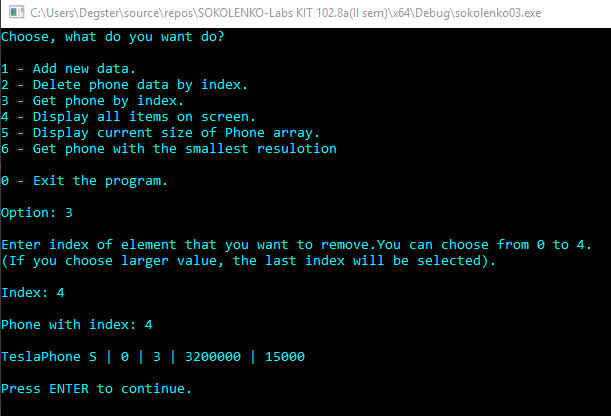 C:\Users\Degster\source\repos\SOKOLENKO-Labs KIT 102.8a(II sem)\x64\Debug\sokolenko03.exe
Choose, what do you want do?
1 - Add new data.
2 - Delete phone data by index.
3 - Get phone by index.
4 - Display all items on screen.
5 - Display current size of Phone array.
6 - Get phone with the smallest resulotion
0 - Exit the program.
Option: 3
Enter index of element that you want to remove.You can choose from 0 to 4.
(If you choose larger value, the last index will be selected).
Index: 4
Phone with index: 4
TeslaPhone S | 0 | 3 | 3200000 | 15000
Press ENTER to continue.